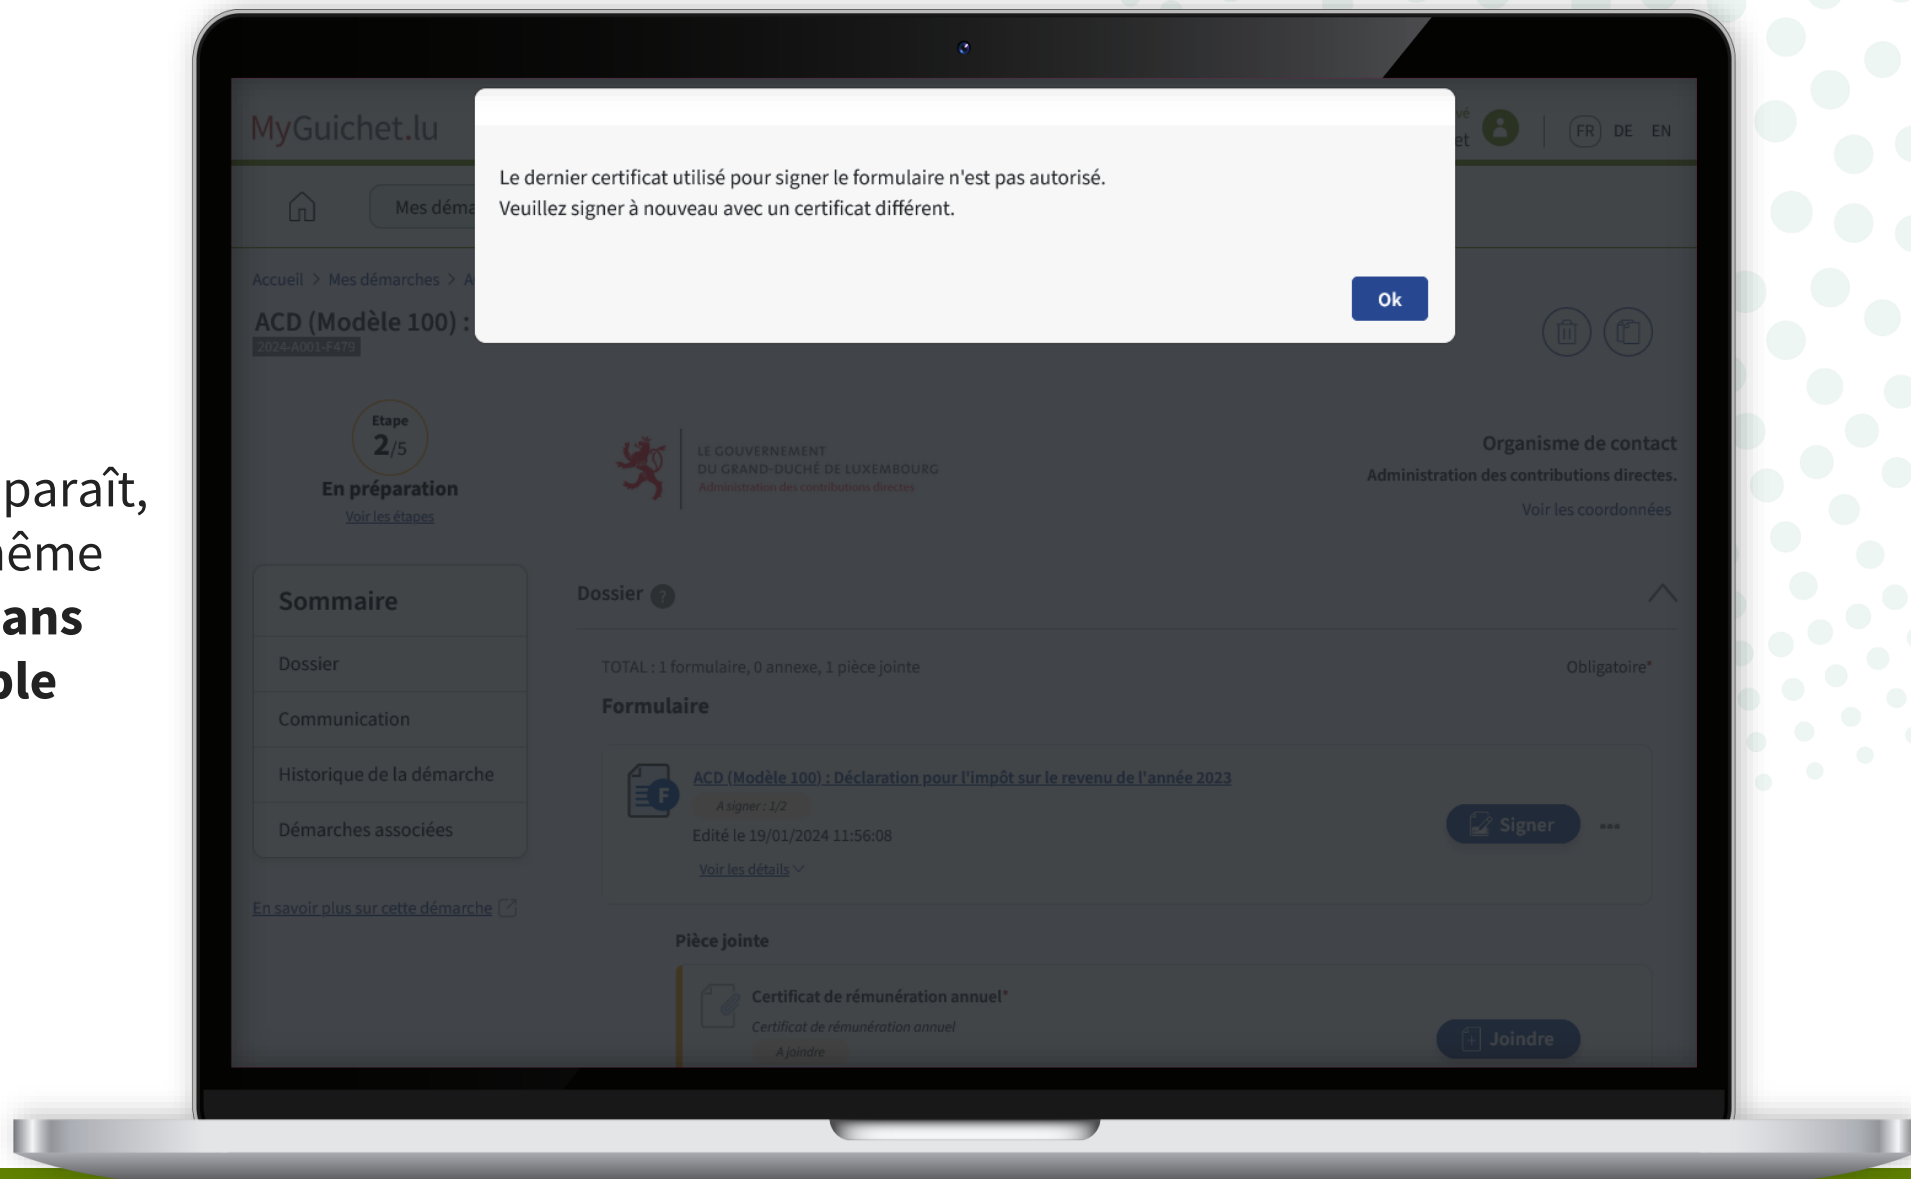 paraît,
ême
ans
ble
MyGuichet.lu
et
FR DE EN
Mes déma
Le dernier certificat utilisé pour signer le formulaire n'est pas autorisé.
Veuillez signer à nouveau avec un certificat différent.
Ok
Accueil > Mes démarches > A
ACD (Modèle 100) :
2024-A001-F479
Etape
2/5
En préparation
Voir les étapes
LE GOUVERNEMENT
DU GRAND-DUCHÉ DE LUXEMBOURG
Administration des contributions directes
Organisme de contact
Administration des contributions directes.
Voir les coordonnées
Sommaire
Dossier
Communication
Historique de la démarche
Démarches associées
En savoir plus sur cette démarche
Dossier ?
TOTAL : 1 formulaire, 0 annexe, 1 pièce jointe
Obligatoire*
Formulaire
F
ACD (Modèle 100) : Déclaration pour l'impôt sur le revenu de l'année 2023
A signer : 1/2
Edité le 19/01/2024 11:56:08
Voir les détails
Signer
Pièce jointe
Certificat de rémunération annuel*
Certificat de rémunération annuel
A joindre
Joindre